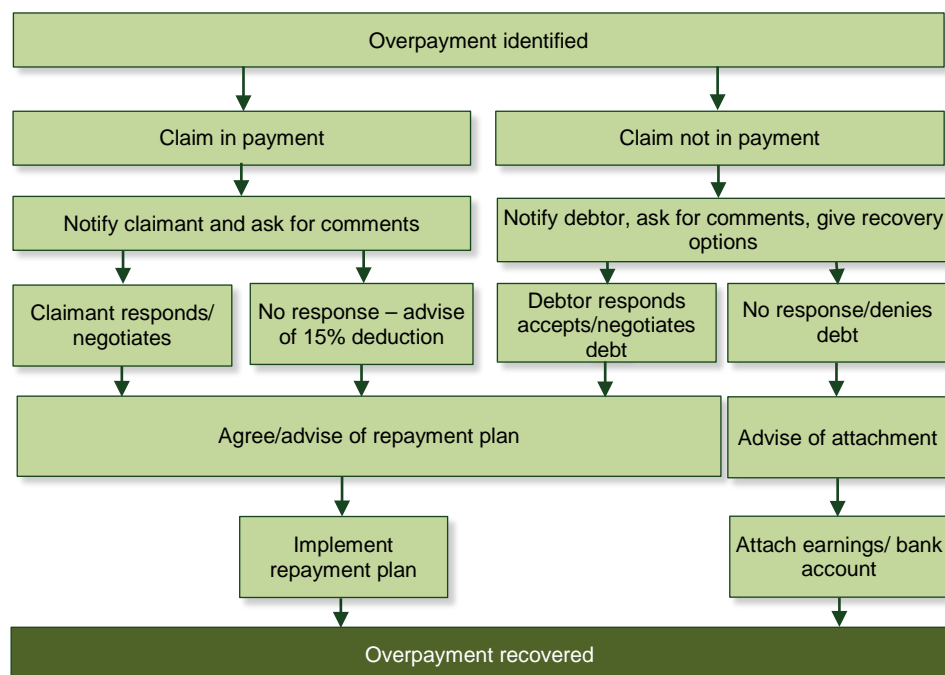 Overpayment identified
Claim in payment
Claim not in payment
Notify claimant and ask for comments
Notify debtor, ask for comments, give recovery
options
Claimant responds/
negotiates
No response – advise
of 15% deduction
Debtor responds
accepts/negotiates
debt
No response/denies
debt
Agree/advise of repayment plan
Advise of attachment
Implement
repayment plan
Attach earnings/ bank
account
Overpayment recovered